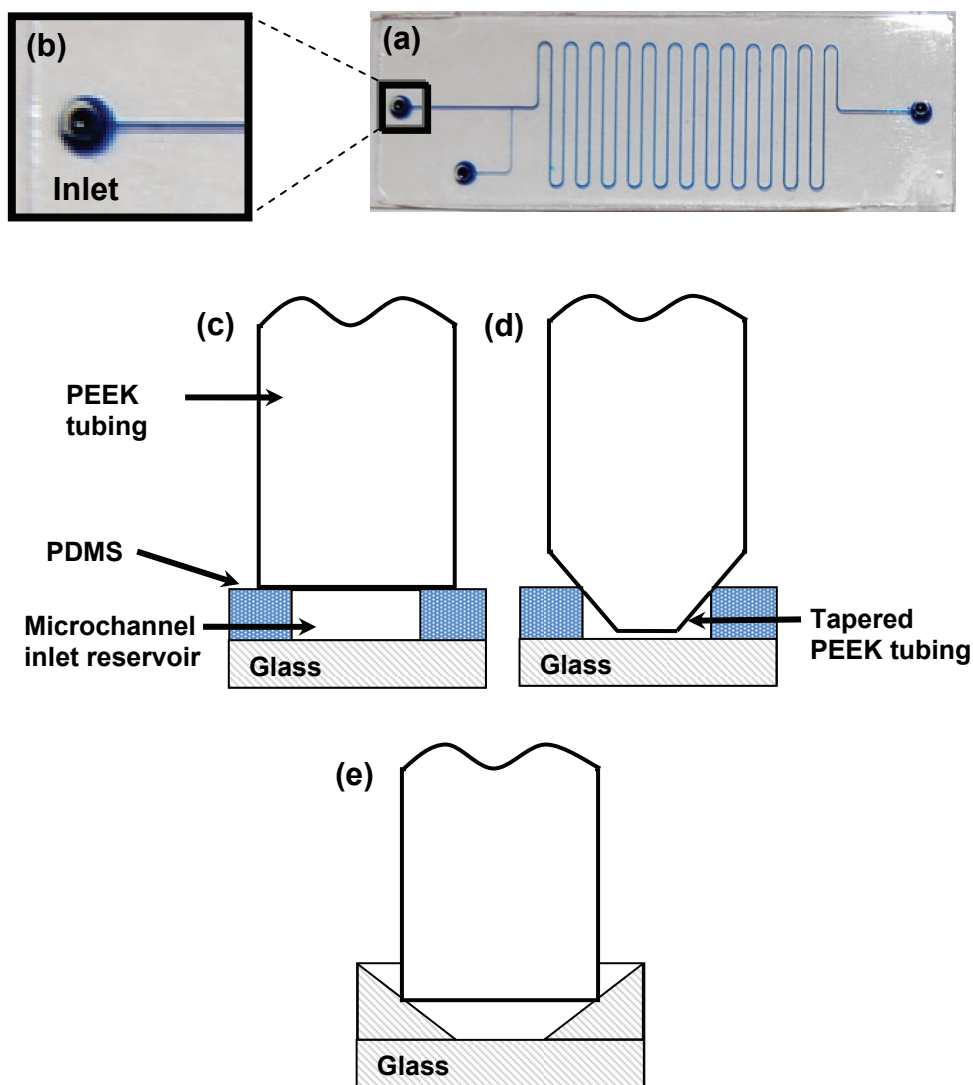 (b)
Inlet
(a)
(c)
(d)
PEEK
tubing
PDMS
Microchannel
inlet reservoir
Glass
Glass
Tapered
PEEK tubing
(e)
Glass